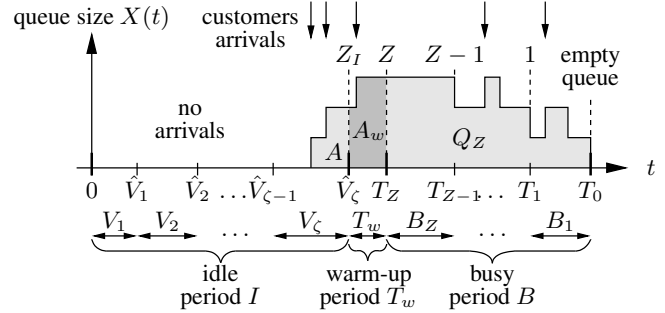 queue size X(t)
customers
arrivals
Z_I Z Z−1 1 empty
queue
no
arrivals
A A_w Q_Z
t
0 V̂_1 V̂_2 ... V̂_{ζ−1} V̂_ζ T_Z T_{Z−1} ... T_1 T_0
V_1 V_2 ... V_ζ T_w B_Z ... B_1
idle
period I
warm-up
period T_w
busy
period B